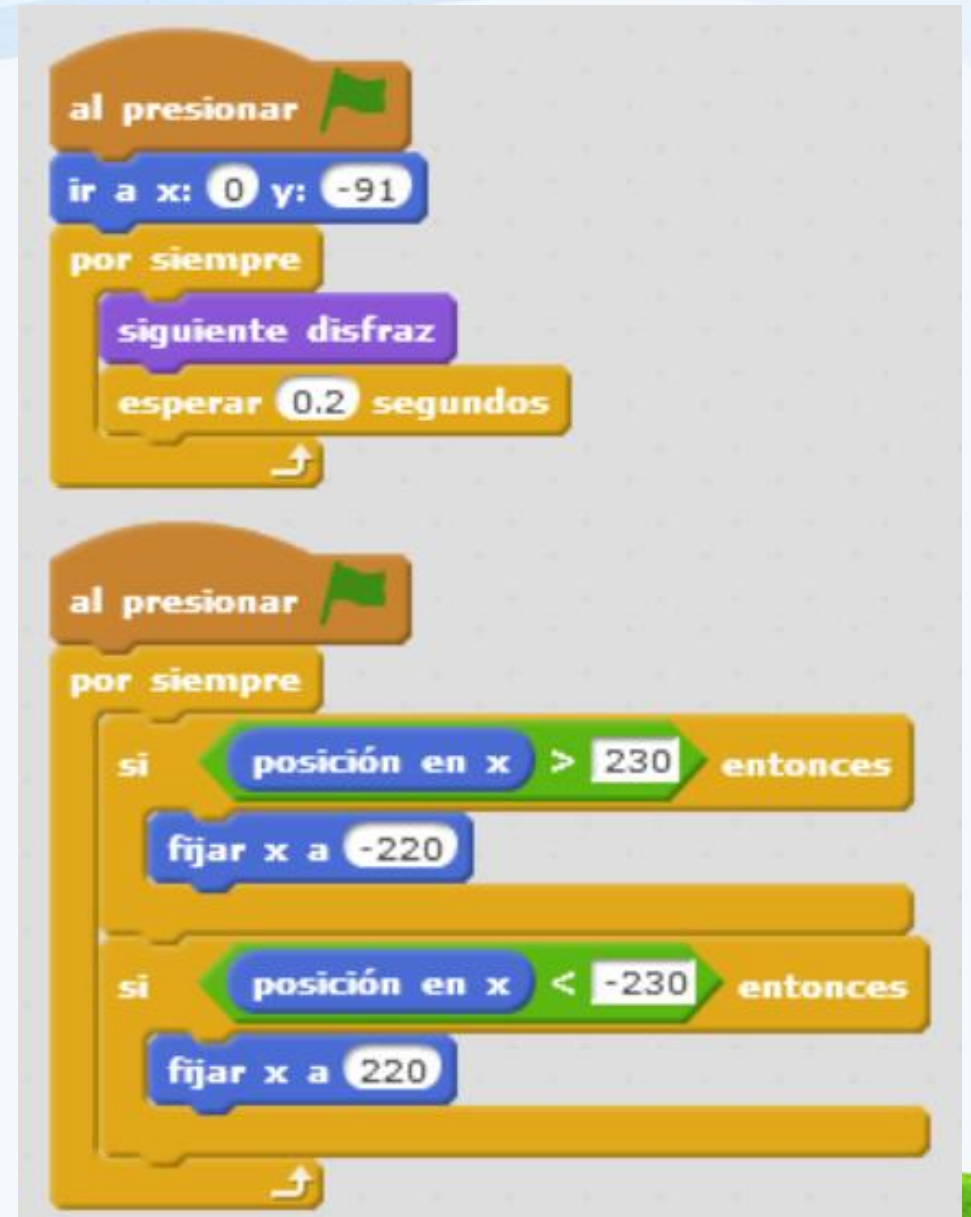 al presionar
ir a x: 0 y: -91
por siempre
siguiente disfraz
esperar 0.2 segundos
al presionar
por siempre
si posición en x > 230 entonces
fijar x a -220
si posición en x < -230 entonces
fijar x a 220